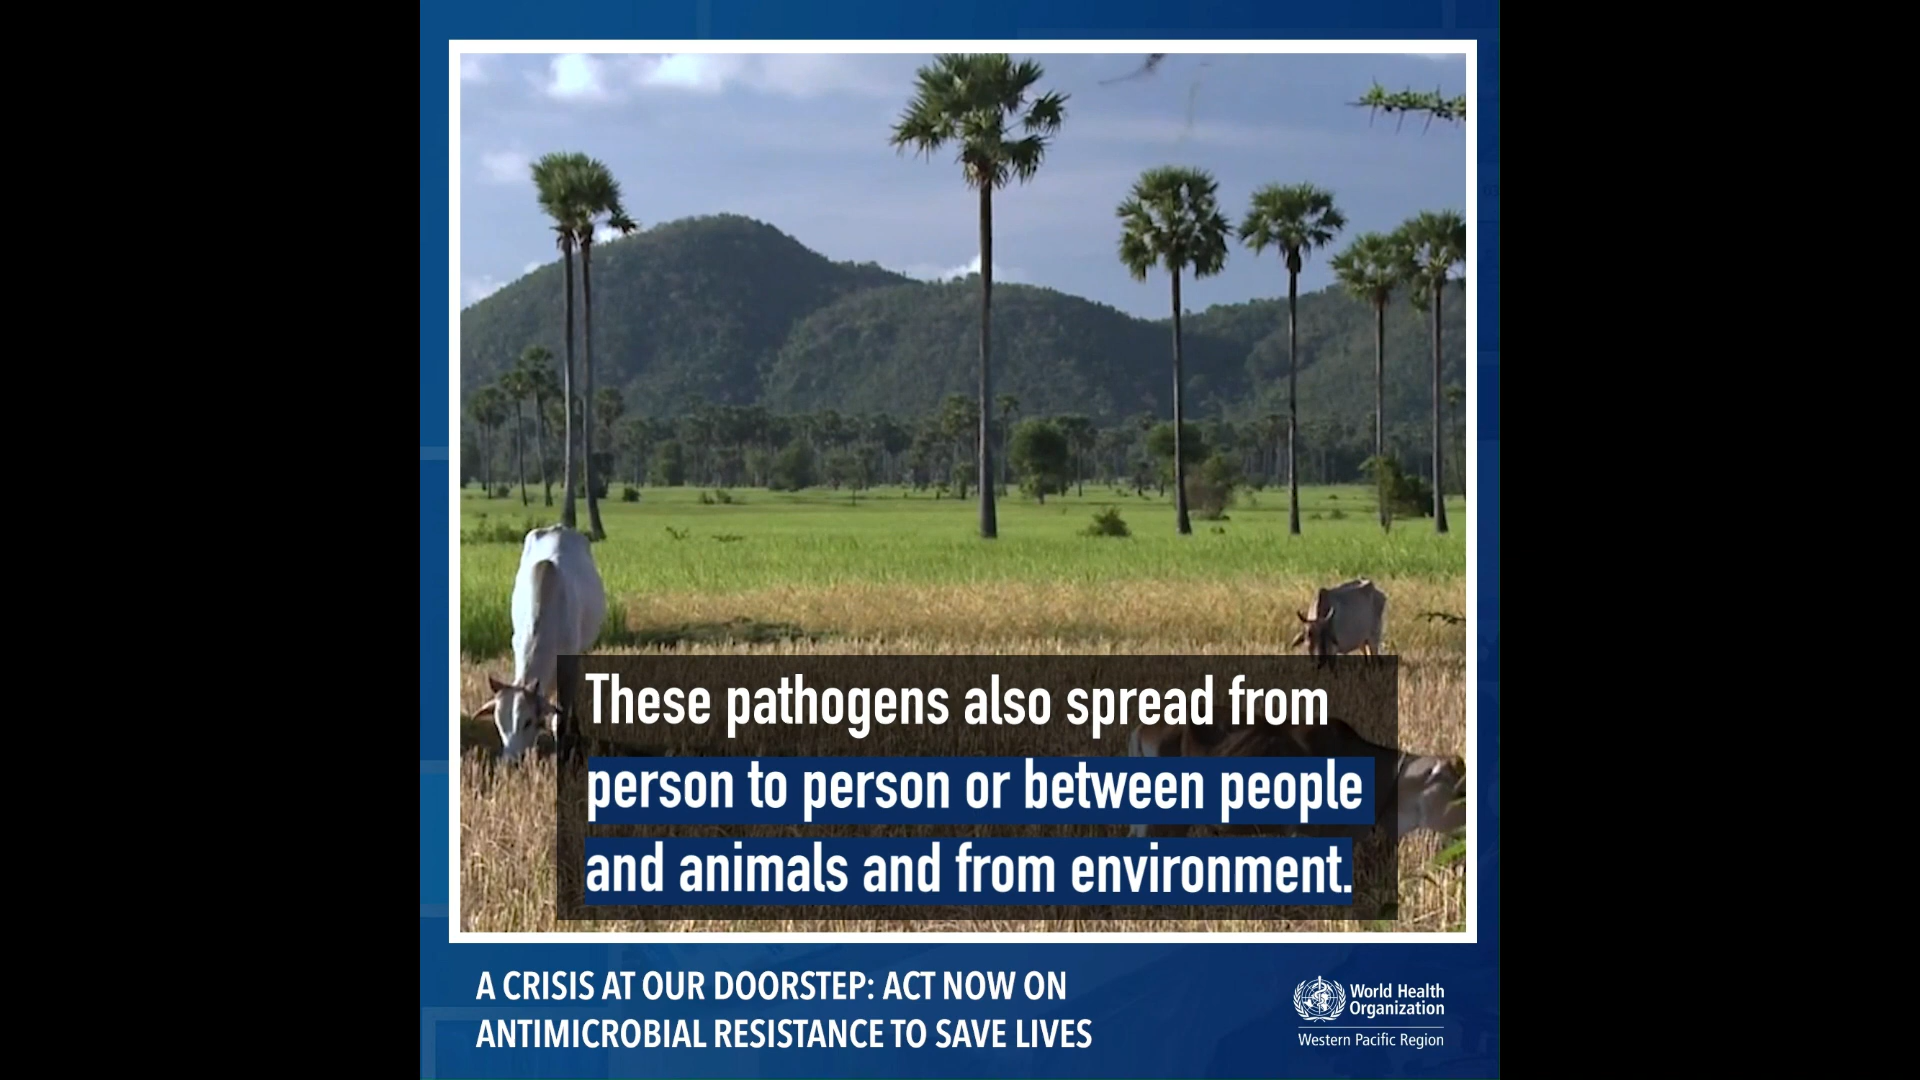 These pathogens also spread from
person to person or between people
and animals and from environment.
A CRISIS AT OUR DOORSTEP: ACT NOW ON
ANTIMICROBIAL RESISTANCE TO SAVE LIVES
World Health
Organization
Western Pacific Region